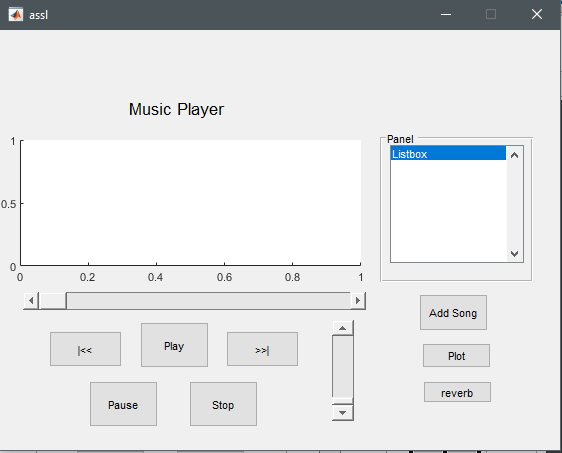 assl
Music Player
Panel
Listbox
1
0.5
0
0 0.2 0.4 0.6 0.8 1
Add Song
|<< Play >>|
Plot
Pause Stop
reverb